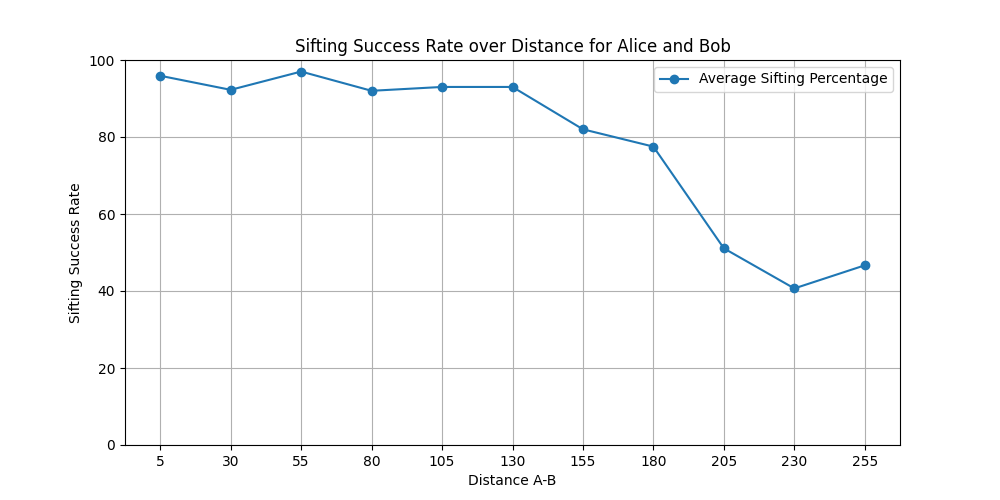 Sifting Success Rate over Distance for Alice and Bob
Average Sifting Percentage
Sifting Success Rate
100
80
60
40
20
0
5 30 55 80 105 130 155 180 205 230 255
Distance A-B